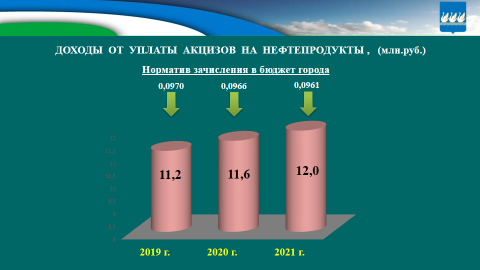 ДОХОДЫ ОТ УПЛАТЫ АКЦИЗОВ НА НЕФТЕПРОДУКТЫ, (млн.руб.)
Норматив зачисления в бюджет города
0,0970 0,0966 0,0961
11,2 11,6 12,0
2019 г. 2020 г. 2021 г.